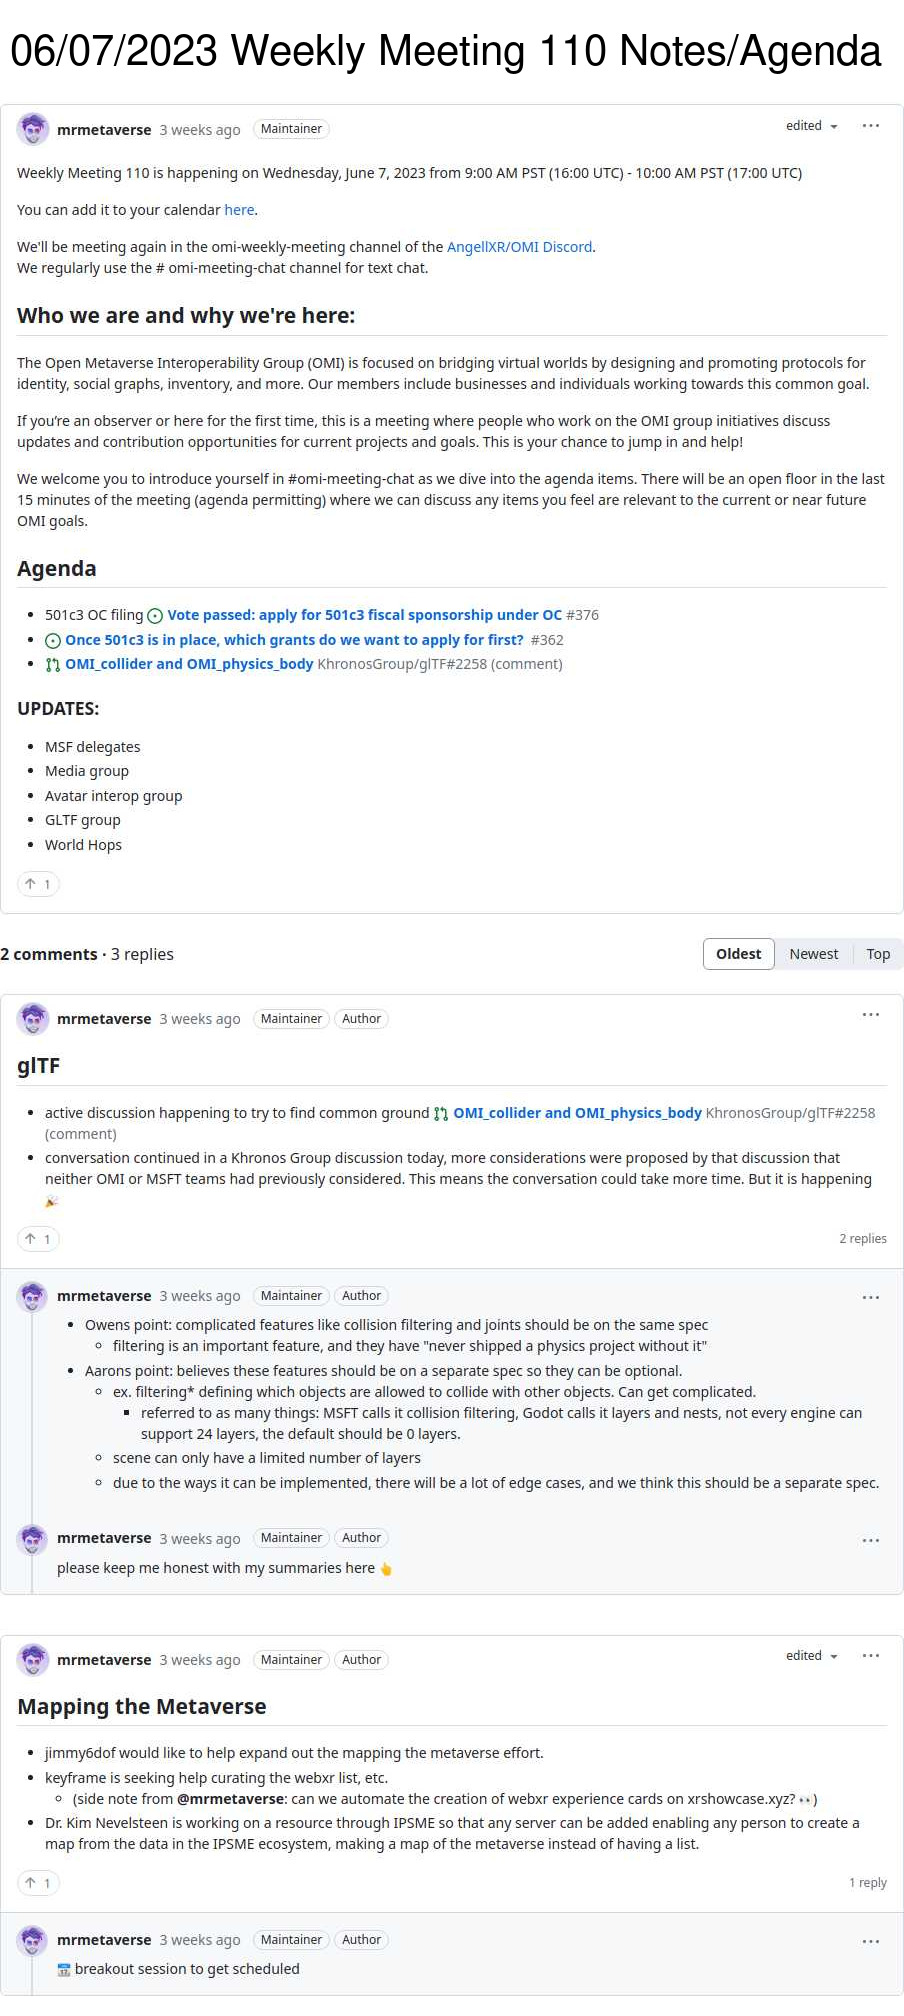 06/07/2023 Weekly Meeting 110 Notes/Agenda
mrmetaverse 3 weeks ago Maintainer edited
Weekly Meeting 110 is happening on Wednesday, June 7, 2023 from 9:00 AM PST (16:00 UTC) - 10:00 AM PST (17:00 UTC)
You can add it to your calendar here.
We'll be meeting again in the omi-weekly-meeting channel of the AngellXR/OMI Discord.
We regularly use the # omi-meeting-chat channel for text chat.
Who we are and why we're here:
The Open Metaverse Interoperability Group (OMI) is focused on bridging virtual worlds by designing and promoting protocols for
identity, social graphs, inventory, and more. Our members include businesses and individuals working towards this common goal.
If you're an observer or here for the first time, this is a meeting where people who work on the OMI group initiatives discuss
updates and contribution opportunities for current projects and goals. This is your chance to jump in and help!
We welcome you to introduce yourself in #omi-meeting-chat as we dive into the agenda items. There will be an open floor in the last
15 minutes of the meeting (agenda permitting) where we can discuss any items you feel are relevant to the current or near future
OMI goals.
Agenda
• 501c3 OC filing Vote passed: apply for 501c3 fiscal sponsorship under OC #376
• Once 501c3 is in place, which grants do we want to apply for first? #362
• OMI_collider and OMI_physics_body KhronosGroup/glTF#2258 (comment)
UPDATES:
• MSF delegates
• Media group
• Avatar interop group
• GLTF group
• World Hops
↑ 1
2 comments · 3 replies Oldest Newest Top
mrmetaverse 3 weeks ago Maintainer Author
glTF
• active discussion happening to try to find common ground OMI_collider and OMI_physics_body KhronosGroup/glTF#2258
(comment)
• conversation continued in a Khronos Group discussion today, more considerations were proposed by that discussion that
neither OMI or MSFT teams had previously considered. This means the conversation could take more time. But it is happening
🎉
↑ 1 2 replies
mrmetaverse 3 weeks ago Maintainer Author
• Owens point: complicated features like collision filtering and joints should be on the same spec
◦ filtering is an important feature, and they have "never shipped a physics project without it"
• Aarons point: believes these features should be on a separate spec so they can be optional.
◦ ex. filtering* defining which objects are allowed to collide with other objects. Can get complicated.
▪ referred to as many things: MSFT calls it collision filtering, Godot calls it layers and nests, not every engine can
support 24 layers, the default should be 0 layers.
◦ scene can only have a limited number of layers
◦ due to the ways it can be implemented, there will be a lot of edge cases, and we think this should be a separate spec.
mrmetaverse 3 weeks ago Maintainer Author
please keep me honest with my summaries here 👆
mrmetaverse 3 weeks ago Maintainer Author edited
Mapping the Metaverse
• jimmy6dof would like to help expand out the mapping the metaverse effort.
• keyframe is seeking help curating the webxr list, etc.
◦ (side note from @mrmetaverse: can we automate the creation of webxr experience cards on xrshowcase.xyz? 👀)
• Dr. Kim Nevelsteen is working on a resource through IPSME so that any server can be added enabling any person to create a
map from the data in the IPSME ecosystem, making a map of the metaverse instead of having a list.
↑ 1 1 reply
mrmetaverse 3 weeks ago Maintainer Author
📅 breakout session to get scheduled